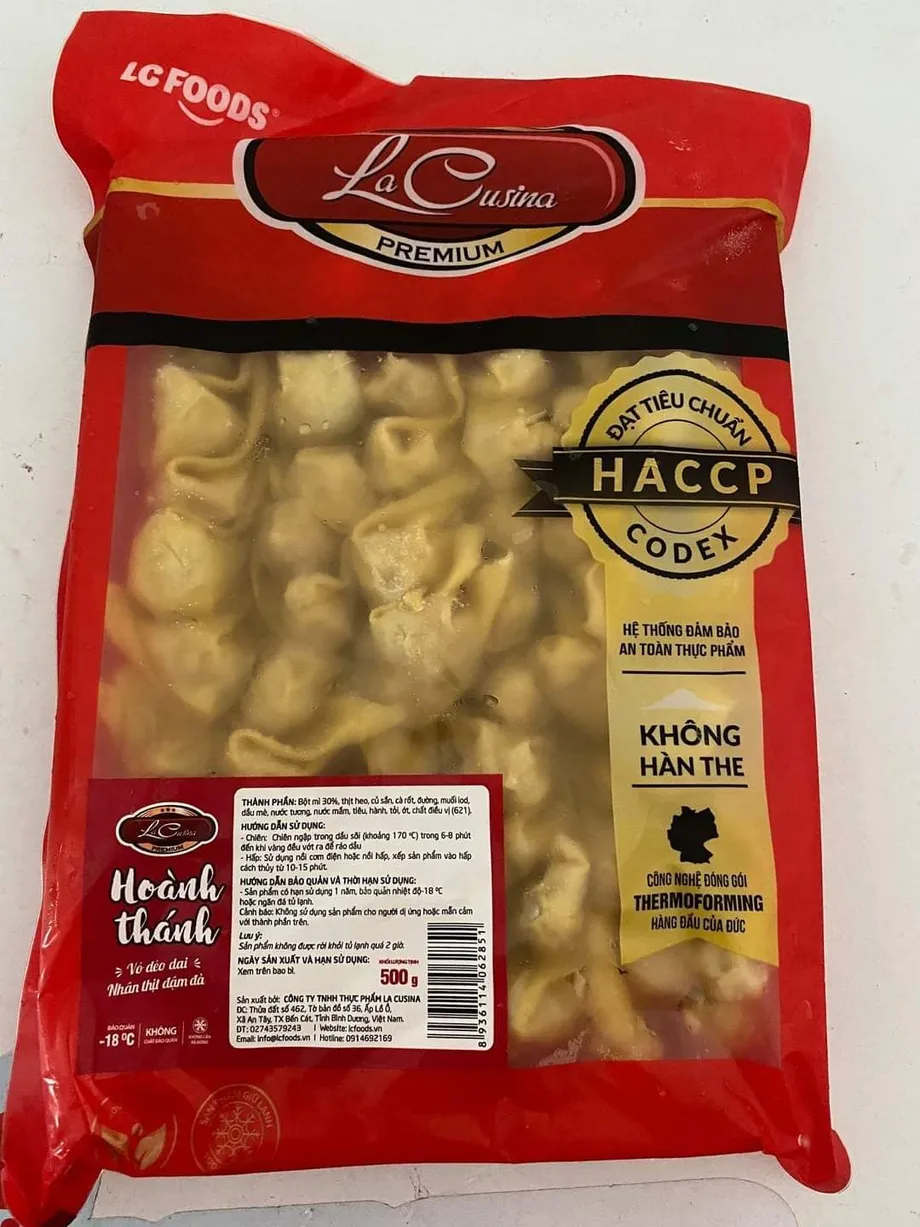 LC FOODS
La Cusina
PREMIUM
ĐẠT TIÊU CHUẨN
HACCP
CODEX
HỆ THỐNG ĐẢM BẢO
AN TOÀN THỰC PHẨM
KHÔNG
HÀN THE
CÔNG NGHỆ ĐÓNG GÓI
THERMOFORMING
HÀNG ĐẦU CỦA ĐỨC
La Cusina
PREMIUM
Hoành
thánh
Vỏ dẻo dai
Nhân thịt đậm đà
BẢO QUẢN
-18 ºC
KHÔNG
CHẤT BẢO QUẢN
THÀNH PHẦN: Bột mì 30%, thịt heo, củ sắn, cà rốt, đường, muối iod,
dầu mè, nước tương, nước mắm, tiêu, hành, tỏi, ớt, chất điều vị (621).
HƯỚNG DẪN SỬ DỤNG:
- Chiên: Chiên ngập trong dầu sôi (khoảng 170 ºC) trong 6-8 phút
đến khi vàng đều vớt ra để ráo dầu
- Hấp: Sử dụng nồi cơm điện hoặc nồi hấp, xếp sản phẩm vào hấp
cách thủy từ 10-15 phút.
HƯỚNG DẪN BẢO QUẢN VÀ THỜI HẠN SỬ DỤNG:
- Sản phẩm có hạn sử dụng 1 năm, bảo quản nhiệt độ-18 ºC
hoặc ngăn đá tủ lạnh.
Cảnh báo: Không sử dụng sản phẩm cho người dị ứng hoặc mẫn cảm
với thành phần trên.
Lưu ý:
Sản phẩm không được rời khỏi tủ lạnh quá 2 giờ.
NGÀY SẢN XUẤT VÀ HẠN SỬ DỤNG:
Xem trên bao bì.
KHỐI LƯỢNG TỊNH
500 g
Sản xuất bởi: CÔNG TY TNHH THỰC PHẨM LA CUSINA
ĐC: Thửa đất số 462, Tờ bản đồ số 36, Ấp Lồ Ồ,
Xã An Tây, TX Bến Cát, Tỉnh Bình Dương, Việt Nam.
ĐT: 02743579243 | Website: lcfoods.vn
Email: info@lcfoods.vn | Hotline: 0914692169
8 936114 062851